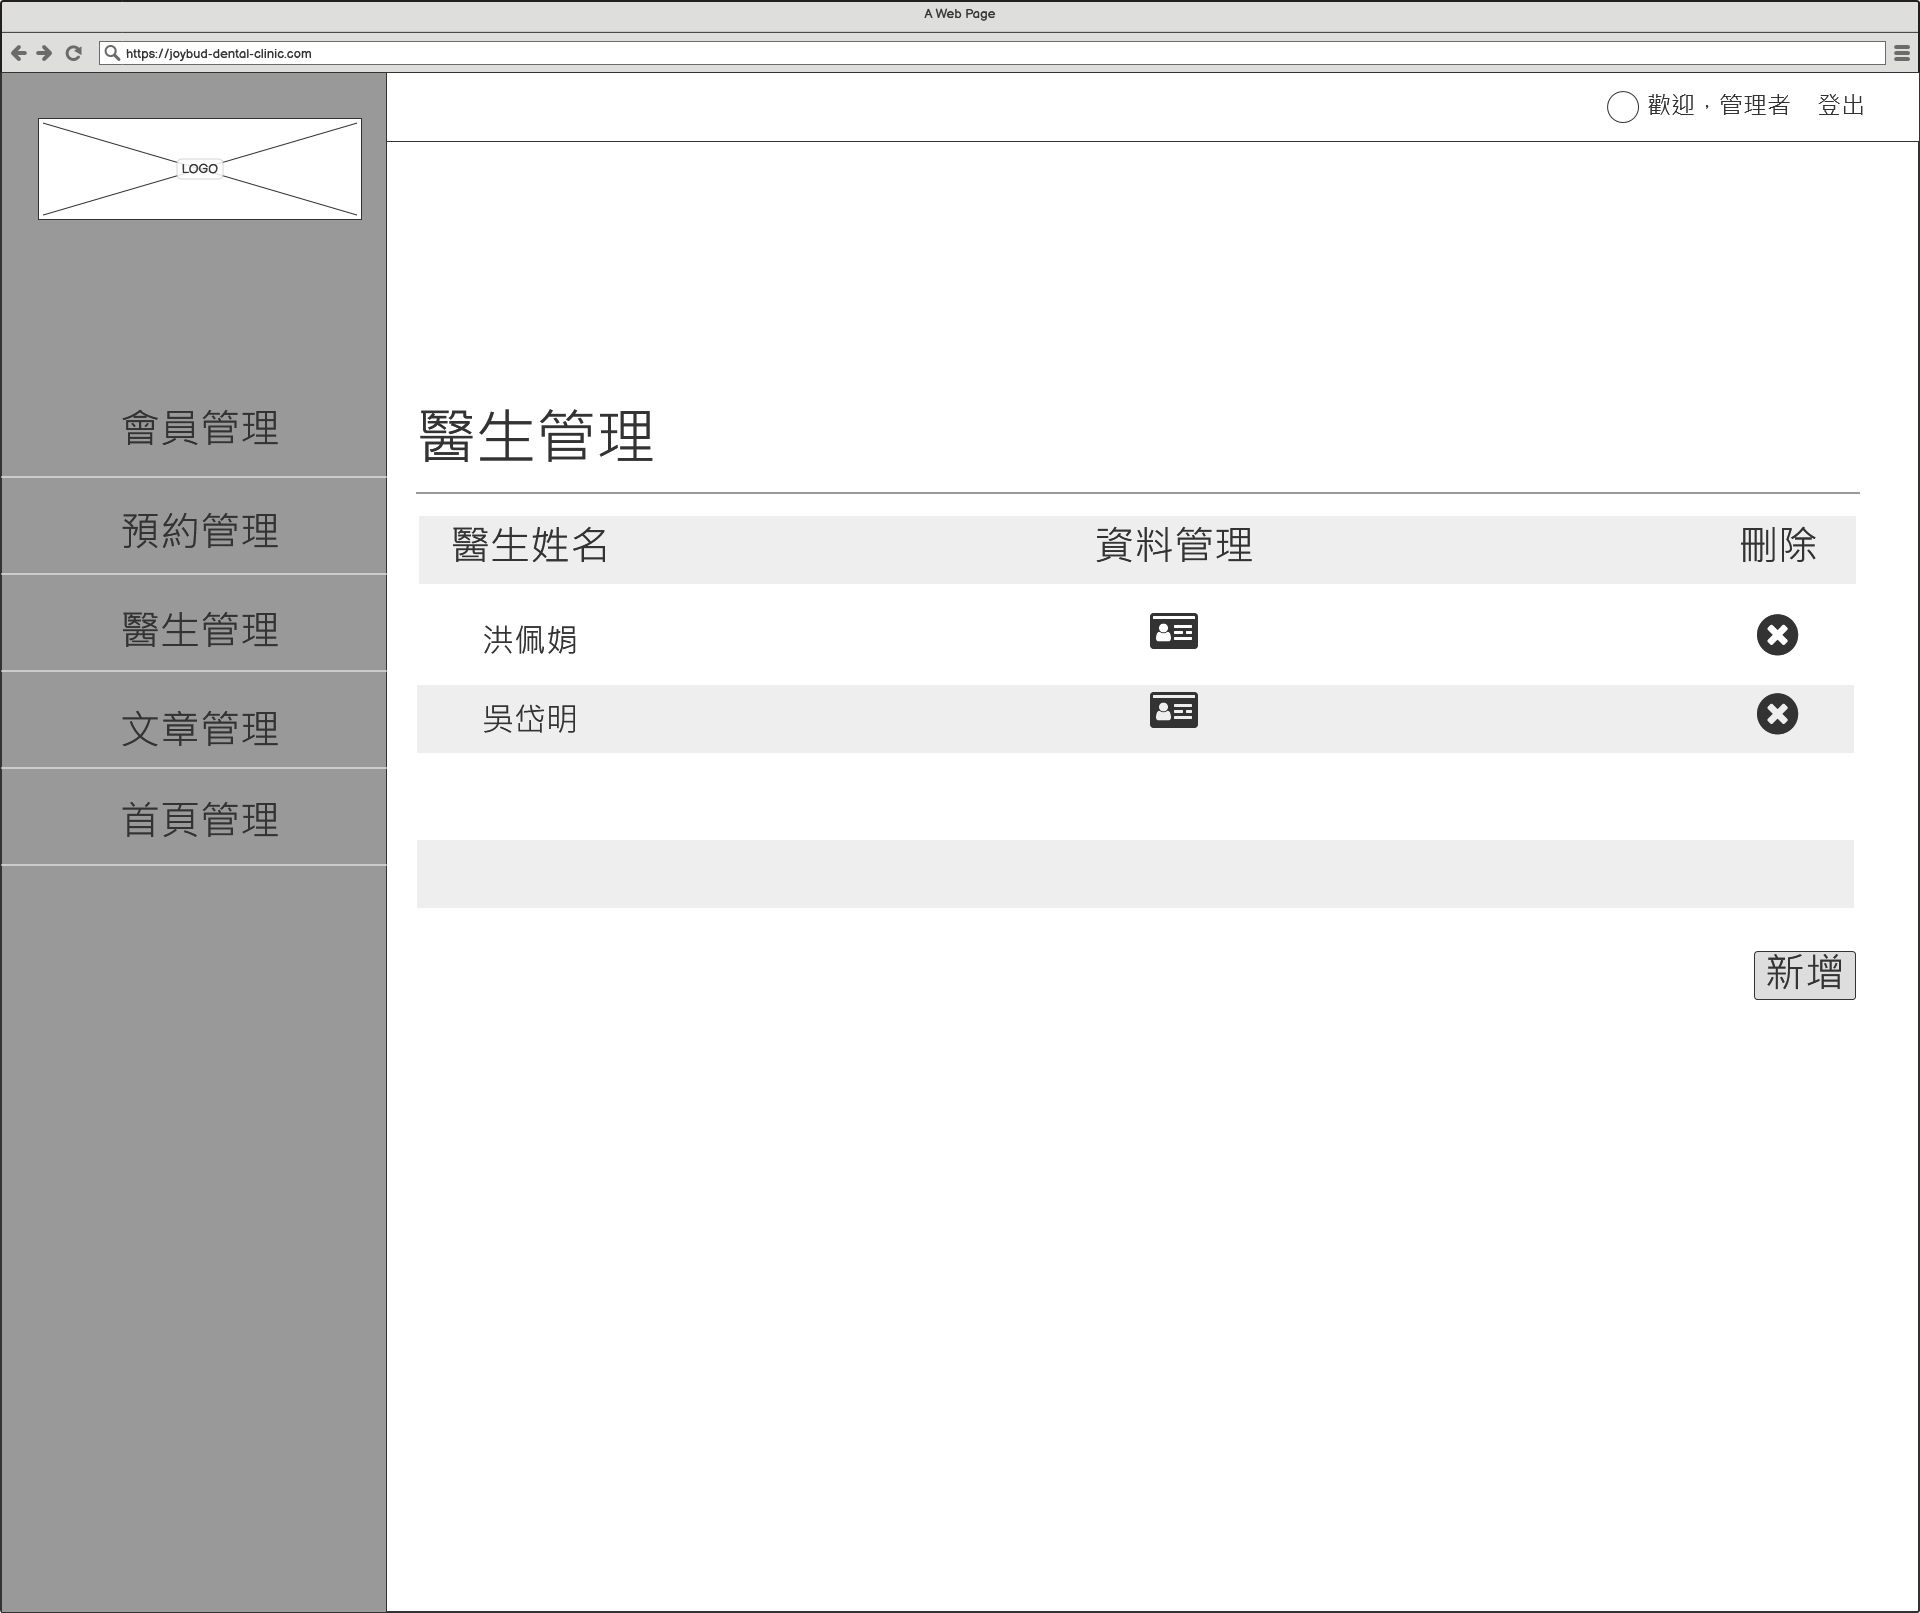 A Web Page
https://joybud-dental-clinic.com
LOGO
歡迎，管理者 登出
會員管理
預約管理
醫生管理
文章管理
首頁管理
醫生管理
醫生姓名 資料管理 刪除
洪佩娟
吳岱明
新增